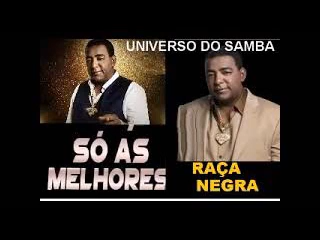 UNIVERSO DO SAMBA
SÓ AS
MELHORES
RAÇA
NEGRA